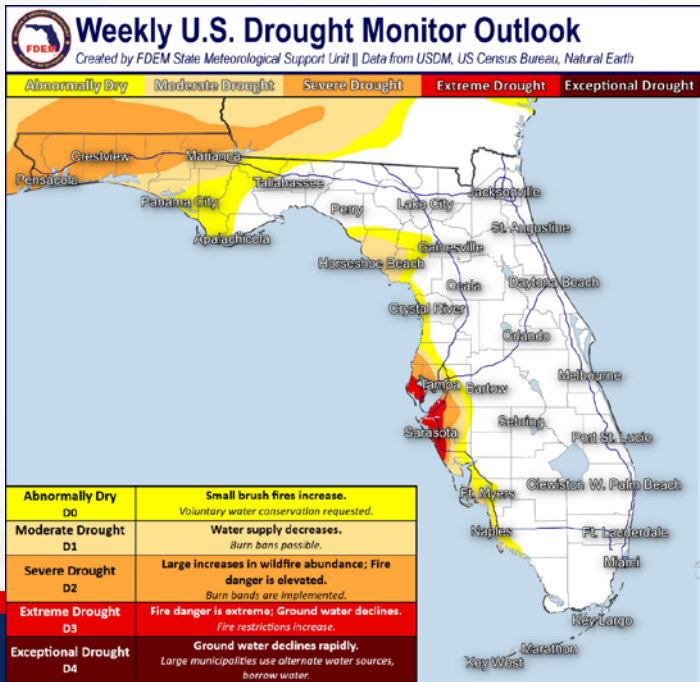 FDEM
Weekly U.S. Drought Monitor Outlook
Created by FDEM State Meteorological Support Unit || Data from USDM, US Census Bureau, Natural Earth
Abnormally Dry Moderate Drought Severe Drought Extreme Drought Exceptional Drought
Crestview
Marianna
Pensacola
Tallahassee
Jacksonville
Panama City
Perry
Lake City
Apalachicola
St. Augustine
Gainesville
Horseshoe Beach
Ocala
Daytona Beach
Crystal River
Orlando
Tampa
Bartow
Melbourne
Sarasota
Sebring
Port St. Lucie
Ft. Myers
Clewiston
W. Palm Beach
Naples
Ft. Lauderdale
Miami
Key Largo
Marathon
Key West
Abnormally Dry
D0
Small brush fires increase.
Voluntary water conservation requested.
Moderate Drought
D1
Water supply decreases.
Burn bans possible.
Severe Drought
D2
Large increases in wildfire abundance; Fire
danger is elevated.
Burn bands are implemented.
Extreme Drought
D3
Fire danger is extreme; Ground water declines.
Fire restrictions increase.
Exceptional Drought
D4
Ground water declines rapidly.
Large municipalities use alternate water sources,
borrow water.